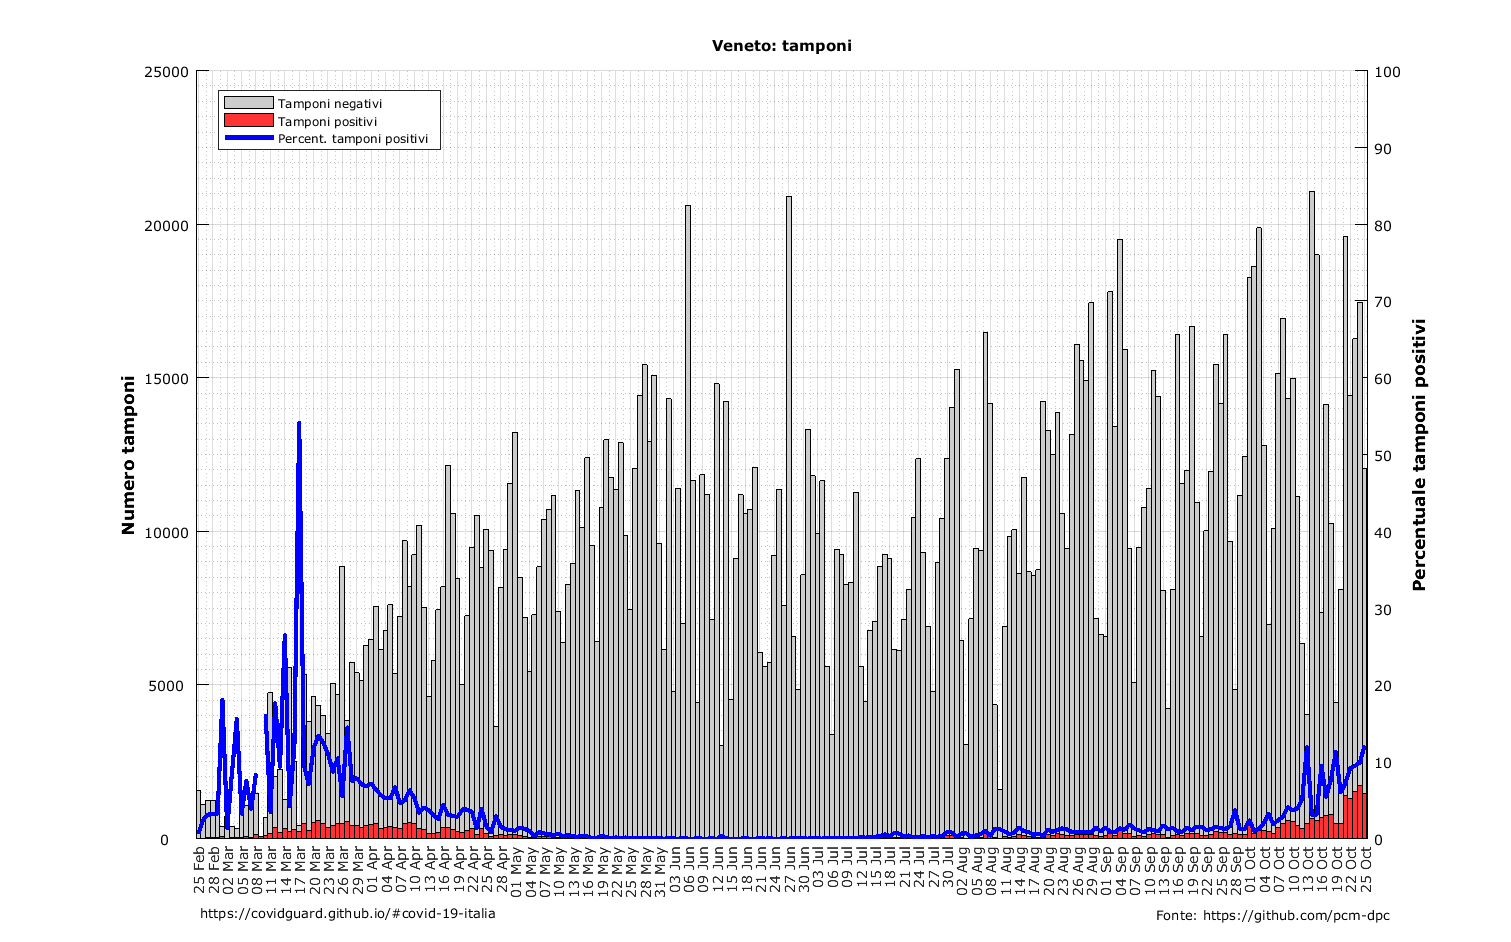 Veneto: tamponi
25000
20000
15000
10000
5000
0
Numero tamponi
Tamponi negativi
Tamponi positivi
Percent. tamponi positivi
100
90
80
70
60
50
40
30
20
10
0
Percentuale tamponi positivi
25 Feb
28 Feb
02 Mar
05 Mar
08 Mar
11 Mar
14 Mar
17 Mar
20 Mar
23 Mar
26 Mar
29 Mar
01 Apr
04 Apr
07 Apr
10 Apr
13 Apr
16 Apr
19 Apr
22 Apr
25 Apr
28 Apr
01 May
04 May
07 May
10 May
13 May
16 May
19 May
22 May
25 May
28 May
31 May
03 Jun
06 Jun
09 Jun
12 Jun
15 Jun
18 Jun
21 Jun
24 Jun
27 Jun
30 Jun
03 Jul
06 Jul
09 Jul
12 Jul
15 Jul
18 Jul
21 Jul
24 Jul
27 Jul
30 Jul
02 Aug
05 Aug
08 Aug
11 Aug
14 Aug
17 Aug
20 Aug
23 Aug
26 Aug
29 Aug
01 Sep
04 Sep
07 Sep
10 Sep
13 Sep
16 Sep
19 Sep
22 Sep
25 Sep
28 Sep
01 Oct
04 Oct
07 Oct
10 Oct
13 Oct
16 Oct
19 Oct
22 Oct
25 Oct
https://covidguard.github.io/#covid-19-italia
Fonte: https://github.com/pcm-dpc